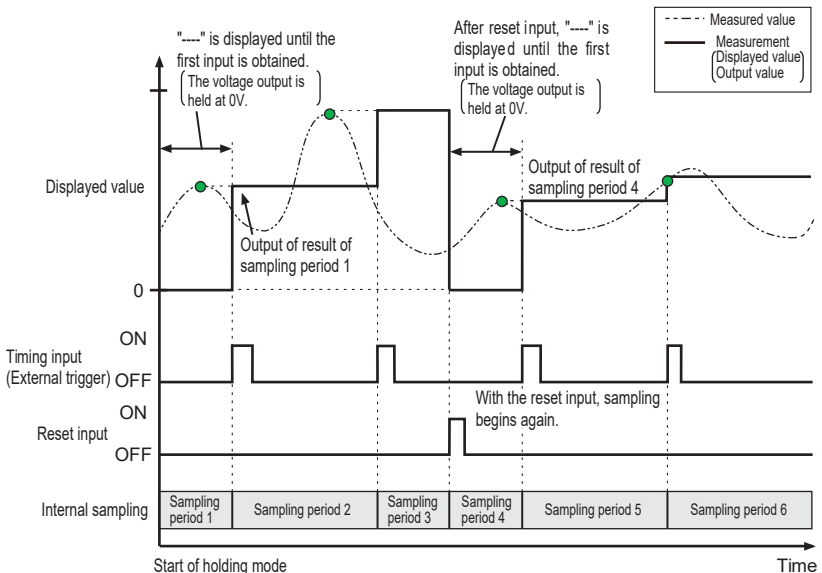 "----" is displayed until the
first input is obtained.
The voltage output is
held at 0V.
After reset input, "----" is
displayed until the first
input is obtained.
The voltage output is
held at 0V.
Measured value
Measurement
Displayed value
Output value
Displayed value
Output of result of
sampling period 1
Output of result of
sampling period 4
0
ON
Timing input
(External trigger) OFF
ON
Reset input
OFF
With the reset input, sampling
begins again.
Internal sampling
Sampling
period 1
Sampling period 2
Sampling
period 3
Sampling
period 4
Sampling period 5
Sampling period 6
Start of holding mode
Time